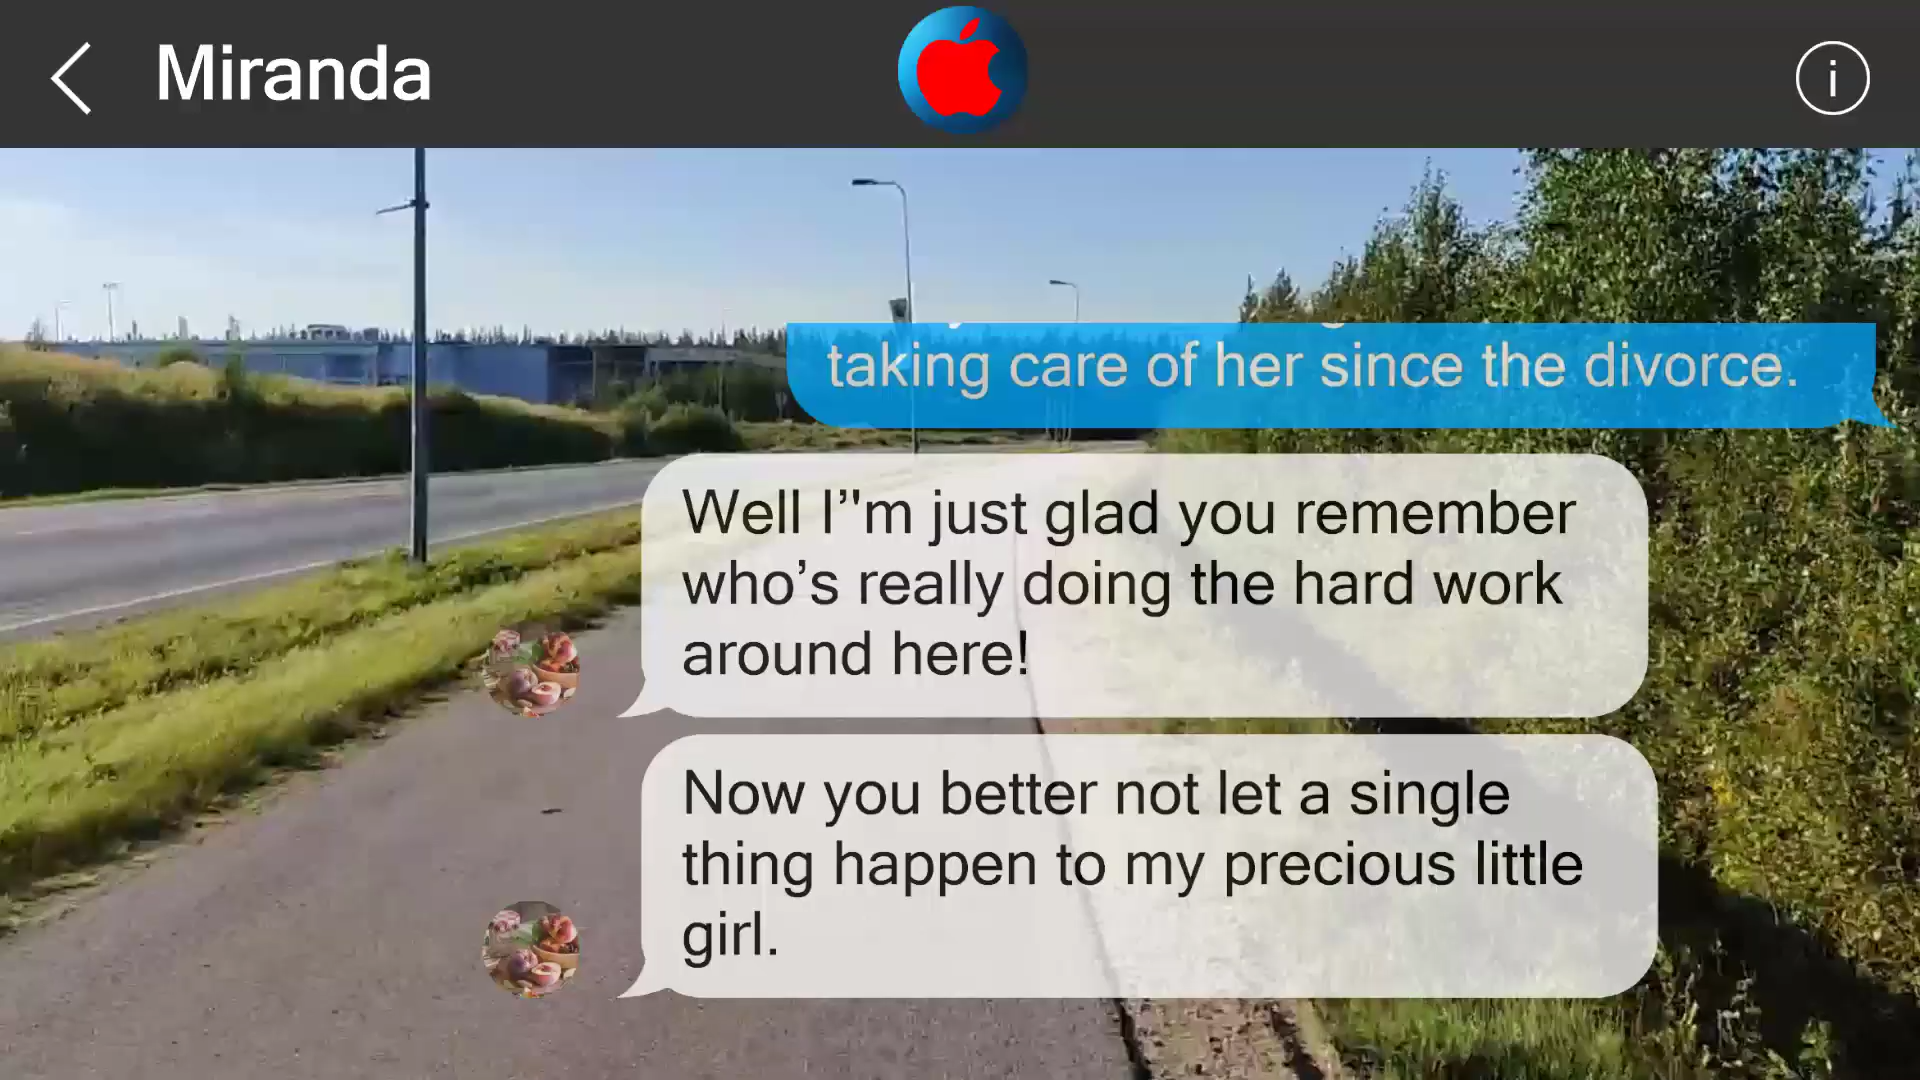 Miranda
i
taking care of her since the divorce.
Well I’'m just glad you remember
who’s really doing the hard work
around here!
Now you better not let a single
thing happen to my precious little
girl.